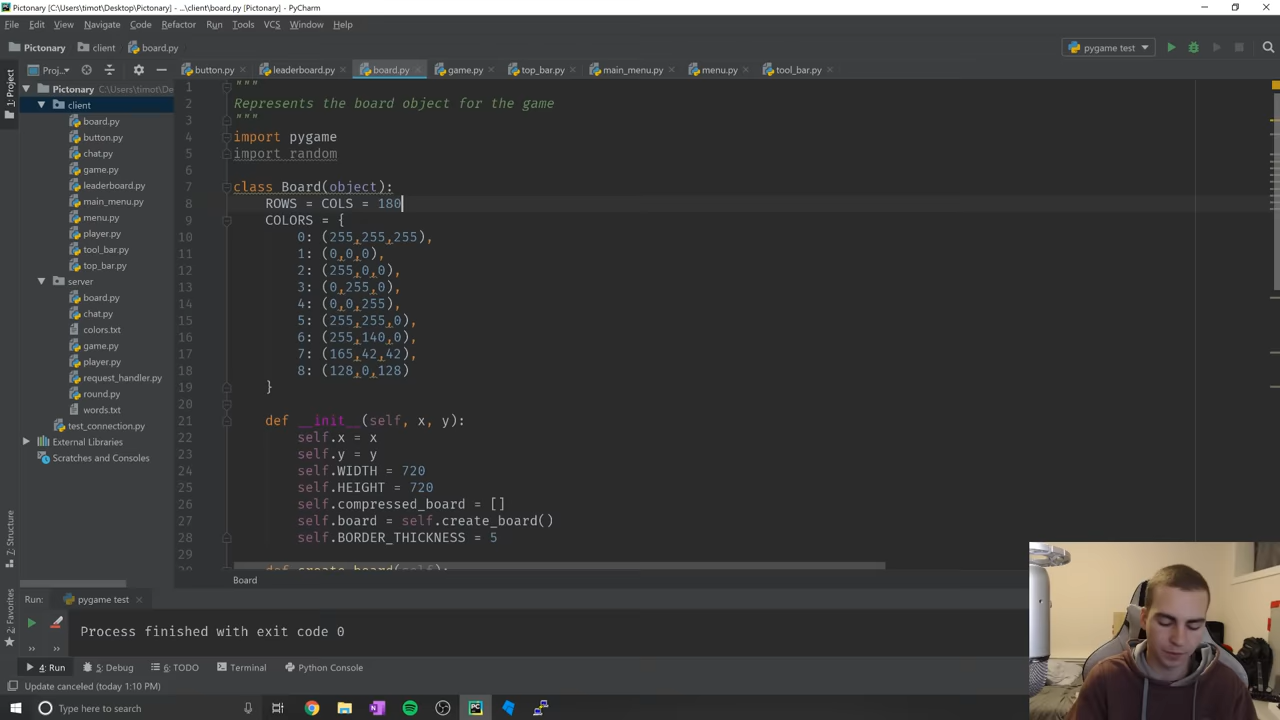 Pictonary [C:\Users\timot\Desktop\Pictonary] - ...\client\board.py [Pictonary] - PyCharm
File Edit View Navigate Code Refactor Run Tools VCS Window Help
Pictonary client board.py pygame test
1: Project Proj... button.py leaderboard.py board.py game.py top_bar.py main_menu.py menu.py tool_bar.py
Pictonary C:\Users\timot\De
client
board.py
button.py
chat.py
game.py
leaderboard.py
main_menu.py
menu.py
player.py
tool_bar.py
top_bar.py
server
board.py
chat.py
colors.txt
game.py
player.py
request_handler.py
round.py
words.txt
test_connection.py
External Libraries
Scratches and Consoles
1 """
2 Represents the board object for the game
3 """
4 import pygame
5 import random
6
7 class Board(object):
8 ROWS = COLS = 180
9 COLORS = {
10 0: (255,255,255),
11 1: (0,0,0),
12 2: (255,0,0),
13 3: (0,255,0),
14 4: (0,0,255),
15 5: (255,255,0),
16 6: (255,140,0),
17 7: (165,42,42),
18 8: (128,0,128)
19 }
20
21 def __init__(self, x, y):
22 self.x = x
23 self.y = y
24 self.WIDTH = 720
25 self.HEIGHT = 720
26 self.compressed_board = []
27 self.board = self.create_board()
28 self.BORDER_THICKNESS = 5
29
def create_board(self):
Board
Z: Structure
2: Favorites
Run: pygame test
Process finished with exit code 0
4: Run 5: Debug 6: TODO Terminal Python Console
Update canceled (today 1:10 PM)
Type here to search